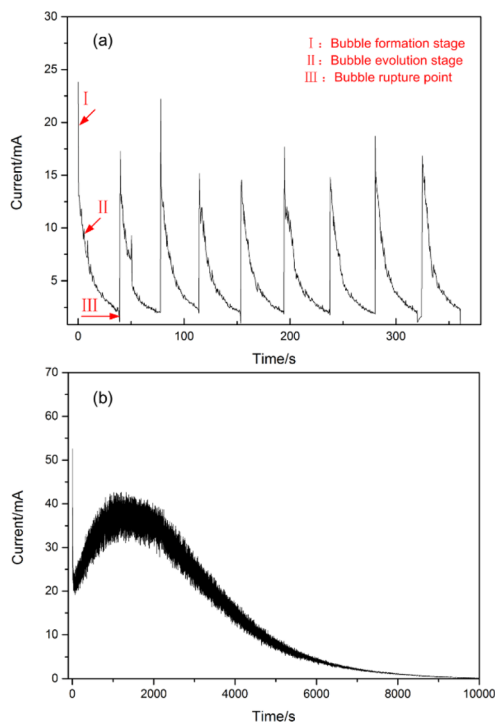 (a)
Ⅰ: Bubble formation stage
Ⅱ: Bubble evolution stage
Ⅲ: Bubble rupture point
30
25
20
15
10
5
Current/mA
Ⅰ
Ⅱ
Ⅲ
0 100 200 300
Time/s
(b)
70
60
50
40
30
20
10
0
Current/mA
0 2000 4000 6000 8000 10000
Time/s